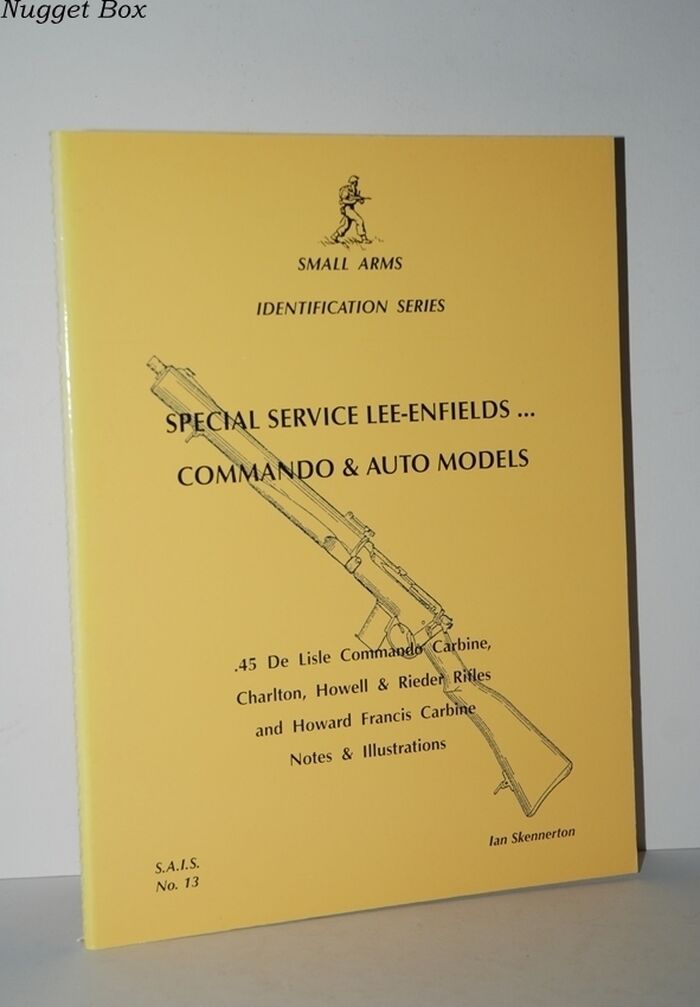 Nugget Box
SMALL ARMS
IDENTIFICATION SERIES
SPECIAL SERVICE LEE-ENFIELDS ...
COMMANDO & AUTO MODELS
.45 De Lisle Commando Carbine,
Charlton, Howell & Rieder Rifles
and Howard Francis Carbine
Notes & Illustrations
Ian Skennerton
S.A.I.S.
No. 13